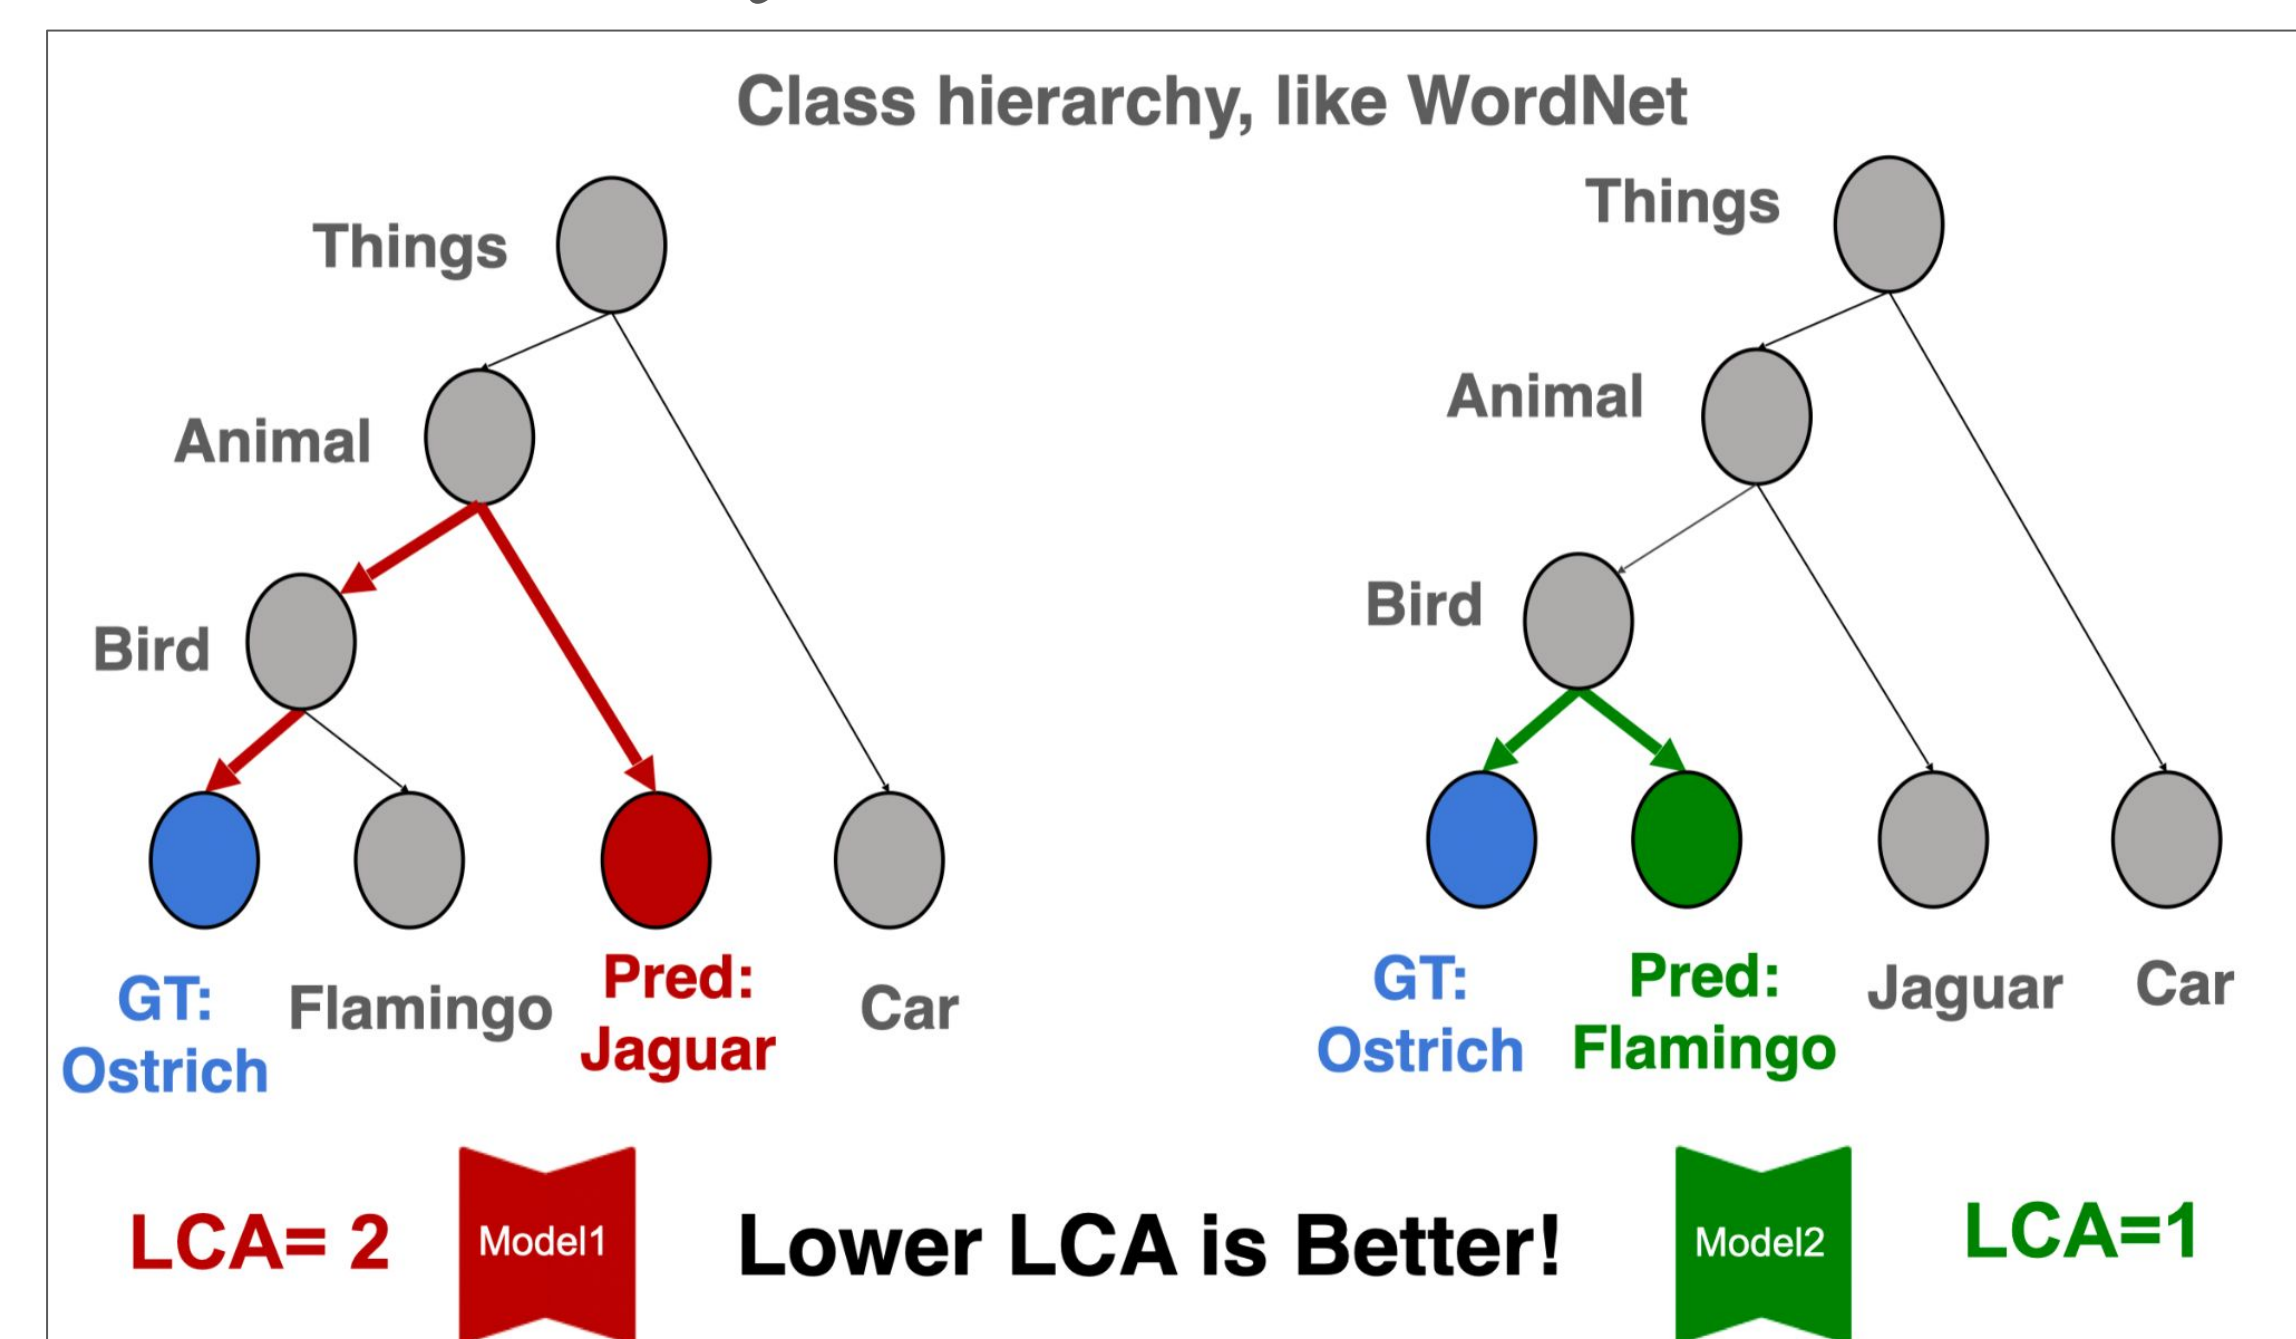 Class hierarchy, like WordNet
Things
Animal
Bird
GT:
Ostrich
Flamingo
Pred:
Jaguar
Car
Things
Animal
Bird
GT:
Ostrich
Pred:
Flamingo
Jaguar
Car
LCA= 2
Model1
Lower LCA is Better!
Model2
LCA=1